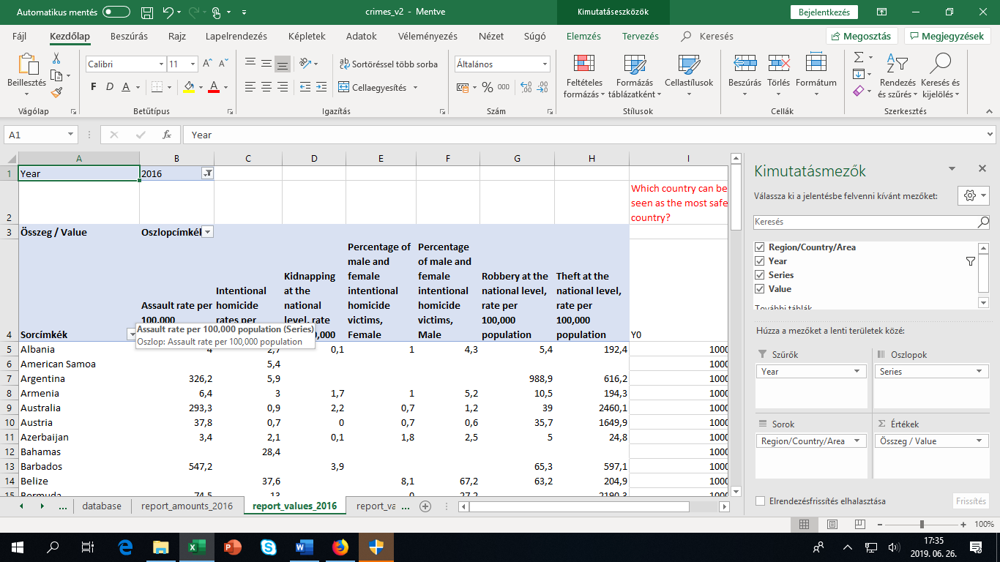 Automatikus mentés
crimes_v2 - Mentve
Kimutatáseszközök
Bejelentkezés
Fájl Kezdőlap Beszúrás Rajz Lapelrendezés Képletek Adatok Véleményezés Nézet Súgó Elemzés Tervezés Keresés Megosztás Megjegyzések
Beillesztés
Calibri 11
F D A
Sortöréssel több sorba
Cellaegyesítés
Általános
% 000
Feltételes formázás
Formázás táblázatként
Cellastílusok
Beszúrás Törlés Formátum
Rendezés és szűrés
Keresés és kijelölés
Vágólap Betűtípus Igazítás Szám Stílusok Cellák Szerkesztés
A1 fx Year
A B C D E F G H I
1 Year 2016
2 Which country can be
seen as the most safe
country?
3 Összeg / Value Oszlopcímkék
4 Sorcímkék
Assault rate per
100,000
Intentional
homicide
rates per
Kidnapping
at the
national
level, rate
Percentage of
male and
female
intentional
homicide
victims,
Female
Percentage
of male and
female
intentional
homicide
victims,
Male
Robbery at the
national level,
rate per
100,000
population
Theft at the
national level,
rate per
100,000
population
Y0
Assault rate per 100,000 population (Series)
Oszlop: Assault rate per 100,000 population
5 Albania 4 2,7 0,1 1 4,3 5,4 192,4 1000
6 American Samoa 5,4 1000
7 Argentina 326,2 5,9 988,9 616,2 1000
8 Armenia 6,4 3 1,7 1 5,2 10,5 194,3 1000
9 Australia 293,3 0,9 2,2 0,7 1,2 39 2460,1 1000
10 Austria 37,8 0,7 0 0,7 0,6 35,7 1649,9 1000
11 Azerbaijan 3,4 2,1 0,1 1,8 2,5 5 24,8 1000
12 Bahamas 28,4 1000
13 Barbados 547,2 3,9 65,3 597,1 1000
14 Belize 37,6 8,1 67,2 63,2 204,9 1000
15 Bermuda 74,5 13 0 27,2 2190,3 1000
... database report_amounts_2016 report_values_2016 report_va ...
Kimutatásmezők
Válassza ki a jelentésbe felvenni kívánt mezőket:
Keresés
Region/Country/Area
Year
Series
Value
További táblák
Húzza a mezőket a lenti területek közé:
Szűrők Oszlopok
Year Series
Sorok Σ Értékek
Region/Country/Area Összeg / Value
Elrendezésfrissítés elhalasztása Frissítés
100%
17:35
2019. 06. 26.